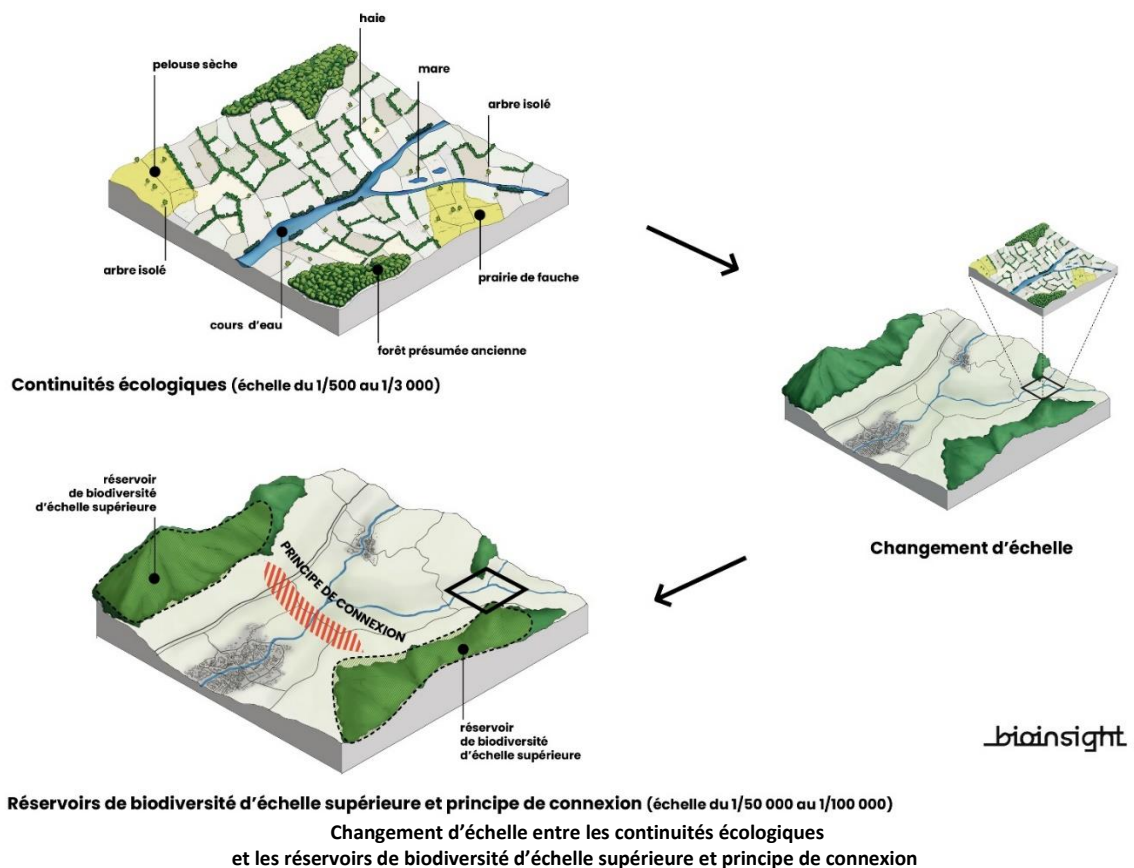 haie
pelouse sèche
mare
arbre isolé
arbre isolé
prairie de fauche
cours d'eau
forêt présumée ancienne
Continuités écologiques (échelle du 1/500 au 1/3 000)
Changement d'échelle
réservoir
de biodiversité
d'échelle supérieure
PRINCIPE DE CONNEXION
réservoir
de biodiversité
d'échelle supérieure
bioinsight
Réservoirs de biodiversité d'échelle supérieure et principe de connexion (échelle du 1/50 000 au 1/100 000)
Changement d'échelle entre les continuités écologiques
et les réservoirs de biodiversité d'échelle supérieure et principe de connexion